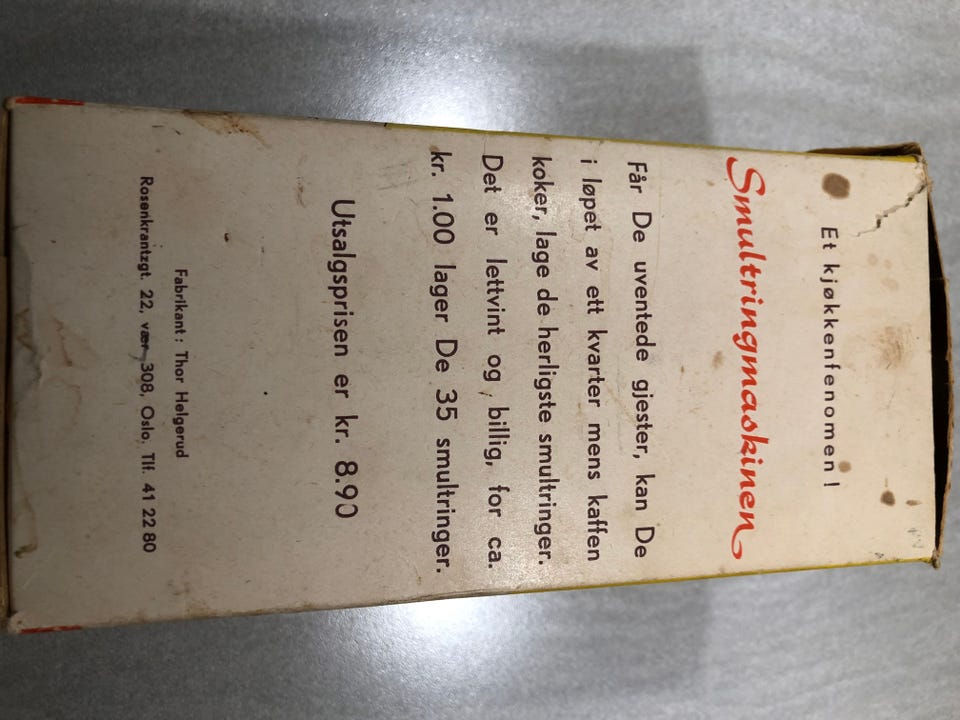 Et kjøkkenfenomen!
Smultringmaskinen
Får De uventede gjester, kan De
i løpet av ett kvarter mens kaffen
koker, lage de herligste smultringer.
Det er lettvint og billig, for ca.
kr. 1.00 lager De 35 smultringer.
Utsalgsprisen er kr. 8.90
Fabrikant: Thor Helgerud
Rosenkrantzgt. 22, vær 308, Oslo. Tlf. 41 22 80